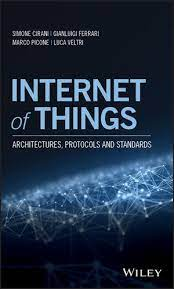 SIMONE CIRANI | GIANLUIGI FERRARI
MARCO PICONE | LUCA VELTRI
INTERNET
of THINGS
ARCHITECTURES, PROTOCOLS AND STANDARDS
WILEY